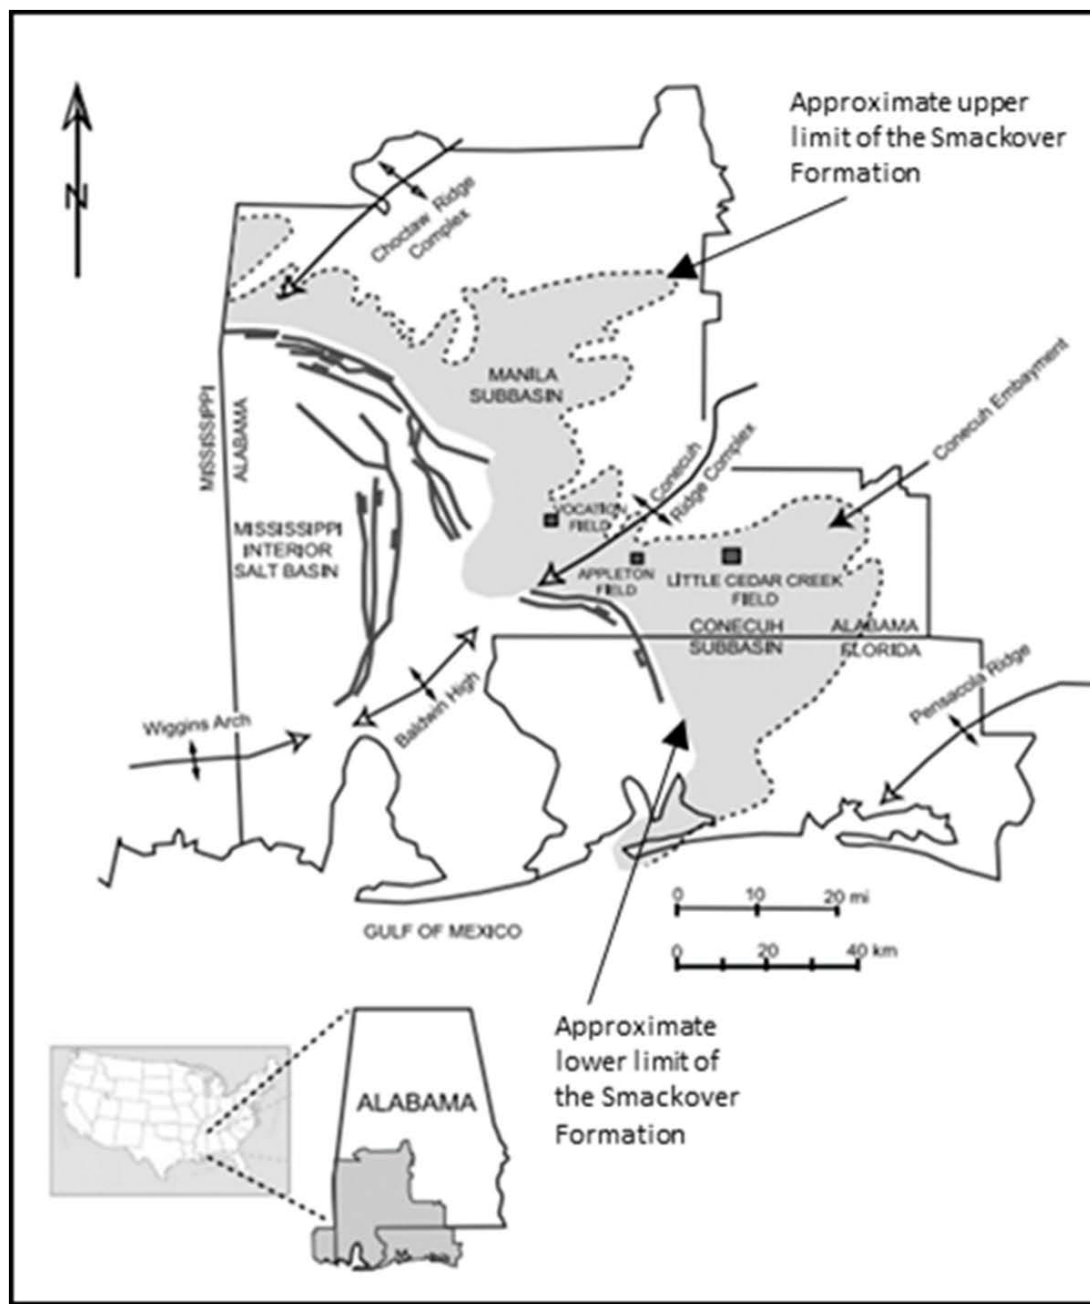 Approximate upper
limit of the Smackover
Formation
N
Choctaw Ridge
Complex
MANILA
SUBBASIN
Conecuh Embayment
MISSISSIPPI
ALABAMA
Conecuh
Ridge Complex
VOCATION
FIELD
MISSISSIPPI
INTERIOR
SALT BASIN
APPLETON
FIELD
LITTLE CEDAR CREEK
FIELD
CONECUH
SUBBASIN
ALABAMA
FLORIDA
Pensacola Ridge
Baldwin High
Wiggins Arch
0 10 20 mi
GULF OF MEXICO
0 20 40 km
Approximate
lower limit of
the Smackover
Formation
ALABAMA